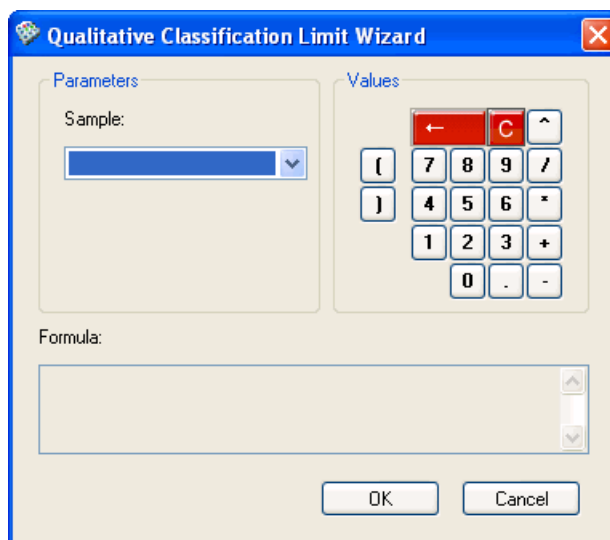 Qualitative Classification Limit Wizard
Parameters
Values
Sample:
← C ^
( 7 8 9 /
) 4 5 6 *
1 2 3 +
0 . -
Formula:
OK Cancel